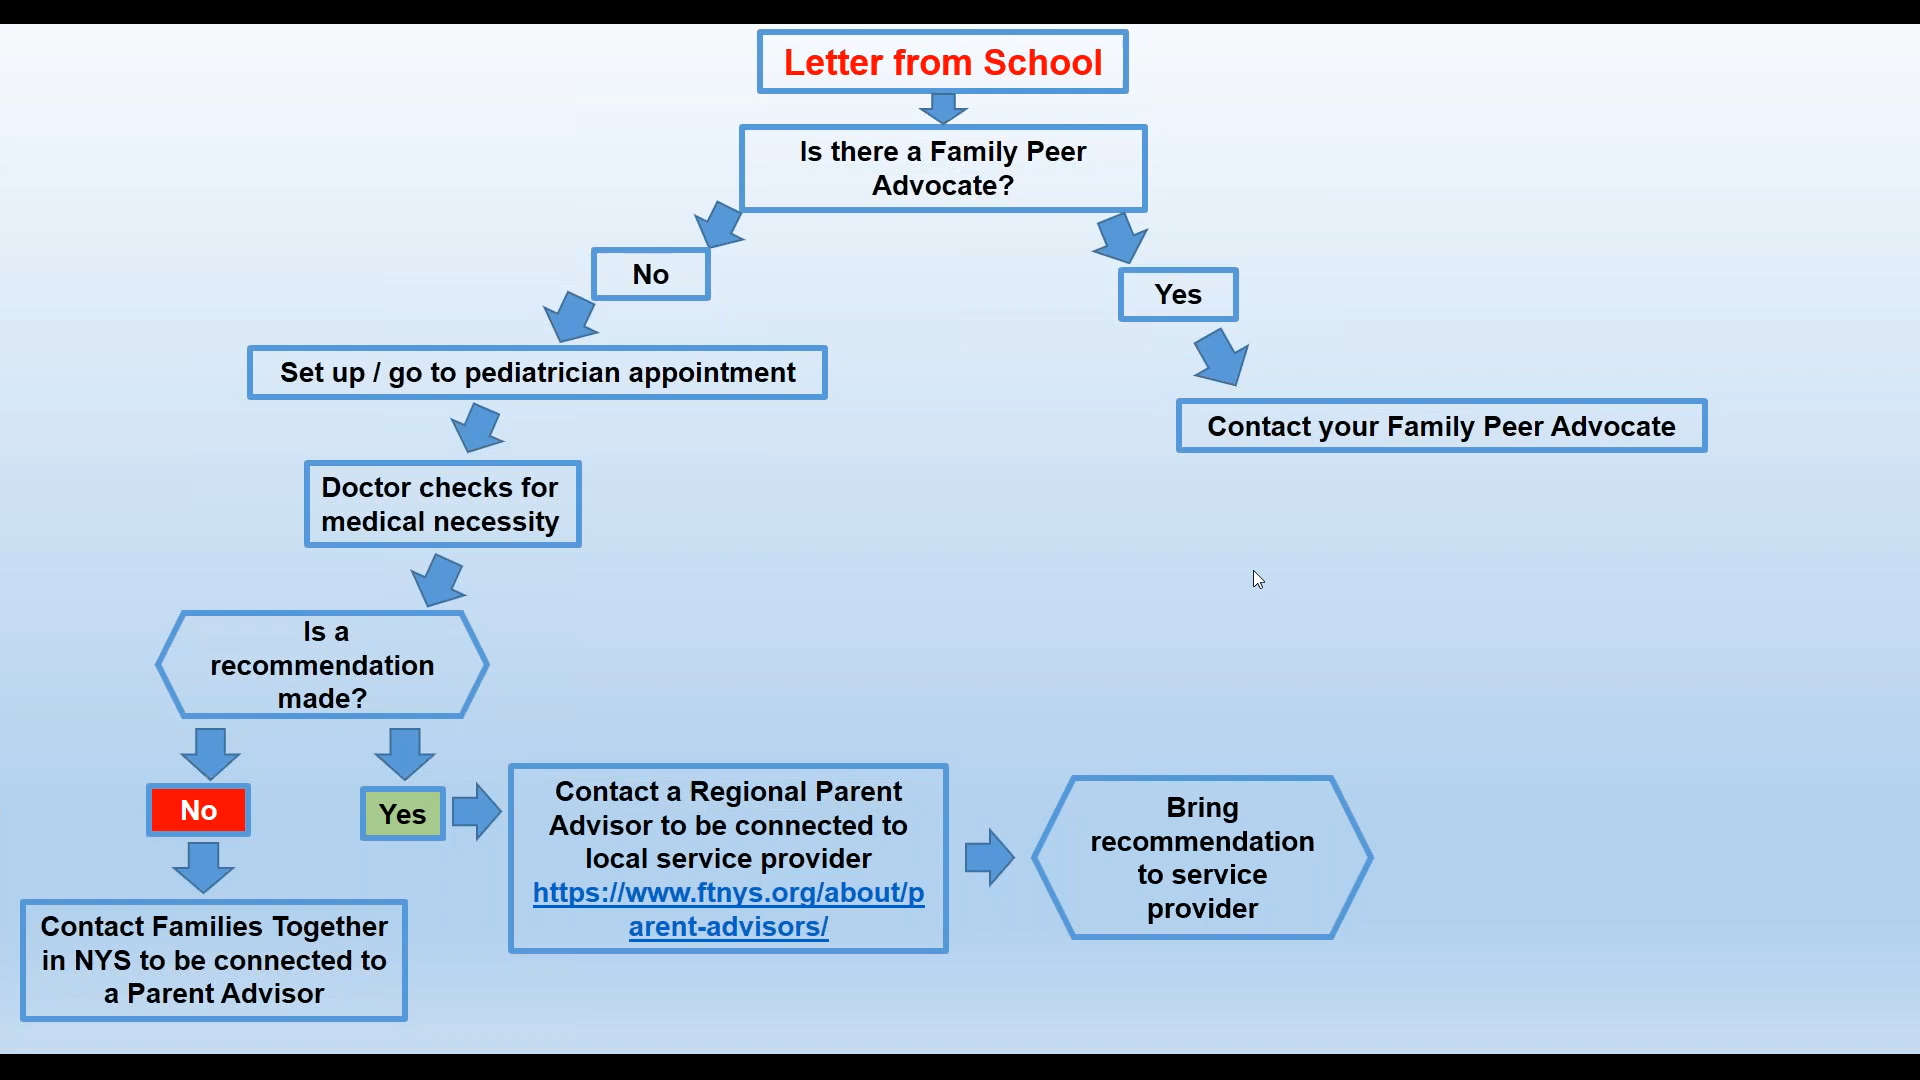 Letter from School
Is there a Family Peer
Advocate?
No
Yes
Set up / go to pediatrician appointment
Contact your Family Peer Advocate
Doctor checks for
medical necessity
Is a
recommendation
made?
No
Yes
Contact a Regional Parent
Advisor to be connected to
local service provider
https://www.ftnys.org/about/p
arent-advisors/
Bring
recommendation
to service
provider
Contact Families Together
in NYS to be connected to
a Parent Advisor